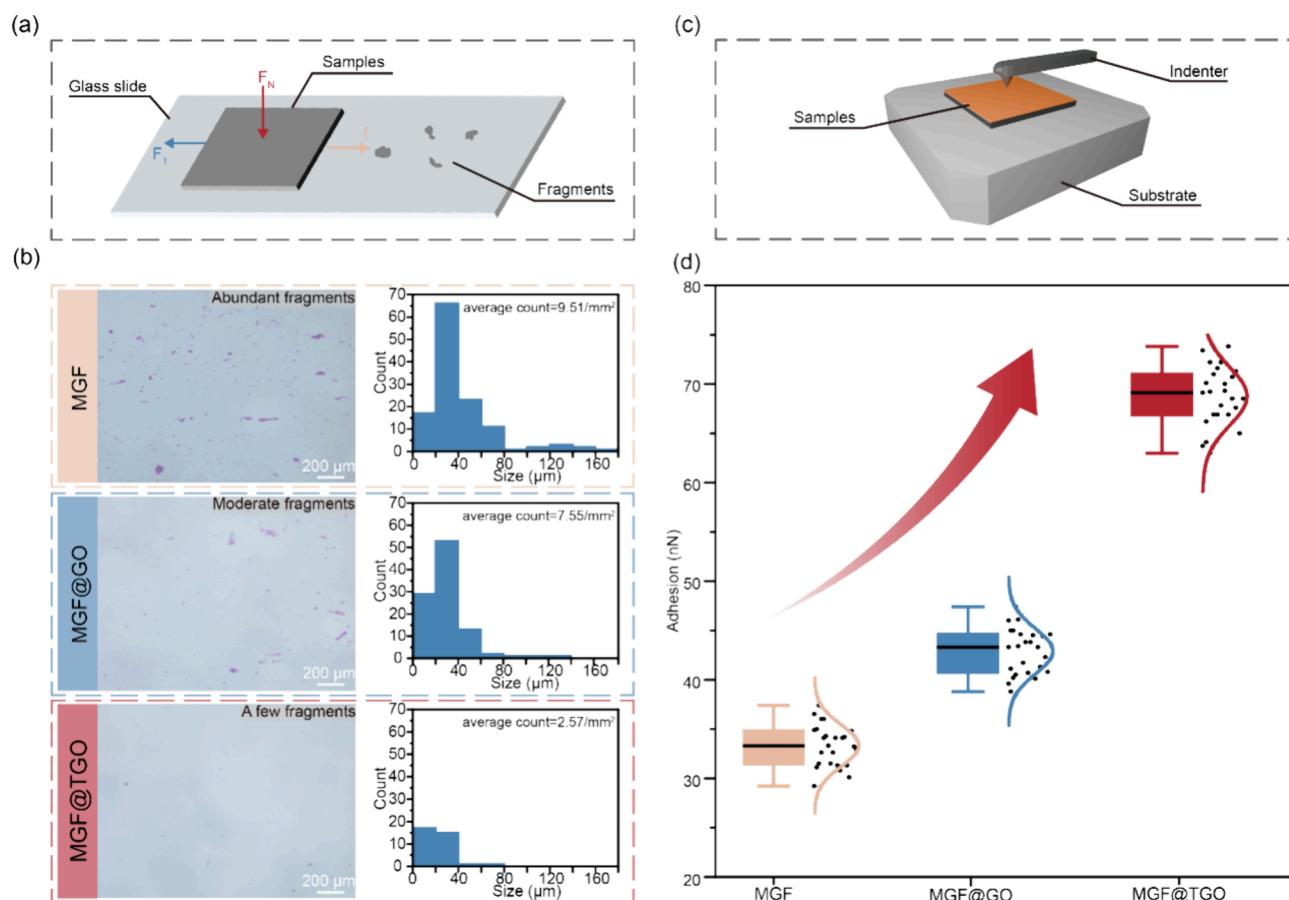 (a)
Samples
F_N
Glass slide
F_1
f
Fragments
(c)
Indenter
Samples
Substrate
(b)
MGF
Abundant fragments
200 μm
70
60
50
40
30
20
10
0
Count
average count=9.51/mm²
0 40 80 120 160
Size (μm)
MGF@GO
Moderate fragments
200 μm
70
60
50
40
30
20
10
0
Count
average count=7.55/mm²
0 40 80 120 160
Size (μm)
MGF@TGO
A few fragments
200 μm
70
60
50
40
30
20
10
0
Count
average count=2.57/mm²
0 40 80 120 160
Size (μm)
(d)
80
70
60
50
40
30
20
Adhesion (nN)
MGF MGF@GO MGF@TGO